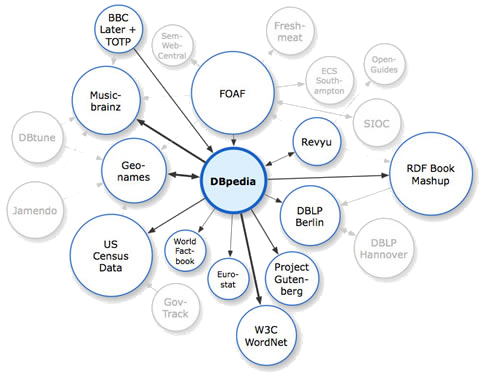 BBC
Later +
TOTP
Fresh-
meat
Sem-
Web-
Central
Open-
Guides
ECS
South-
ampton
FOAF
Music-
brainz
SIOC
DBtune
Revyu
Geo-
names
DBpedia
RDF Book
Mashup
Jamendo
DBLP
Berlin
US
Census
Data
World
Fact-
book
DBLP
Hannover
Euro-
stat
Project
Guten-
berg
Gov-
Track
W3C
WordNet